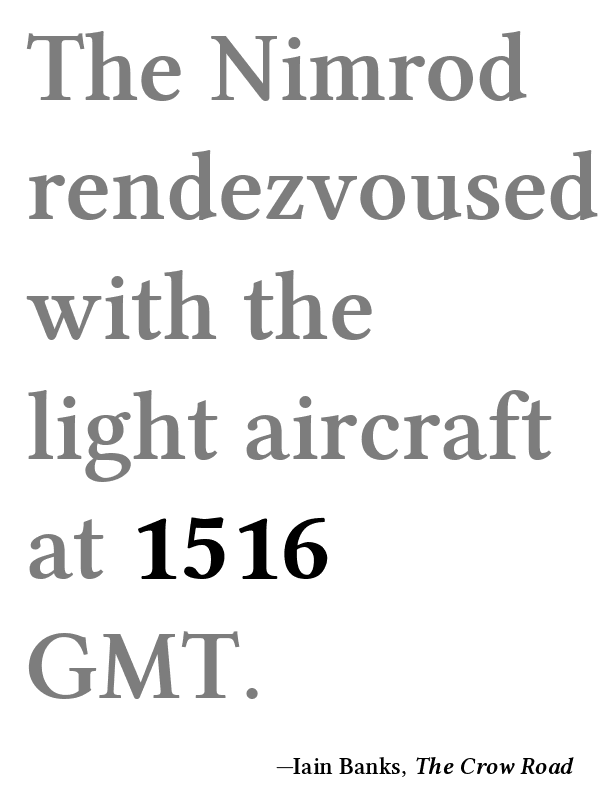 The Nimrod
rendezvoused
with the
light aircraft
at 1516
GMT.
—Iain Banks, The Crow Road